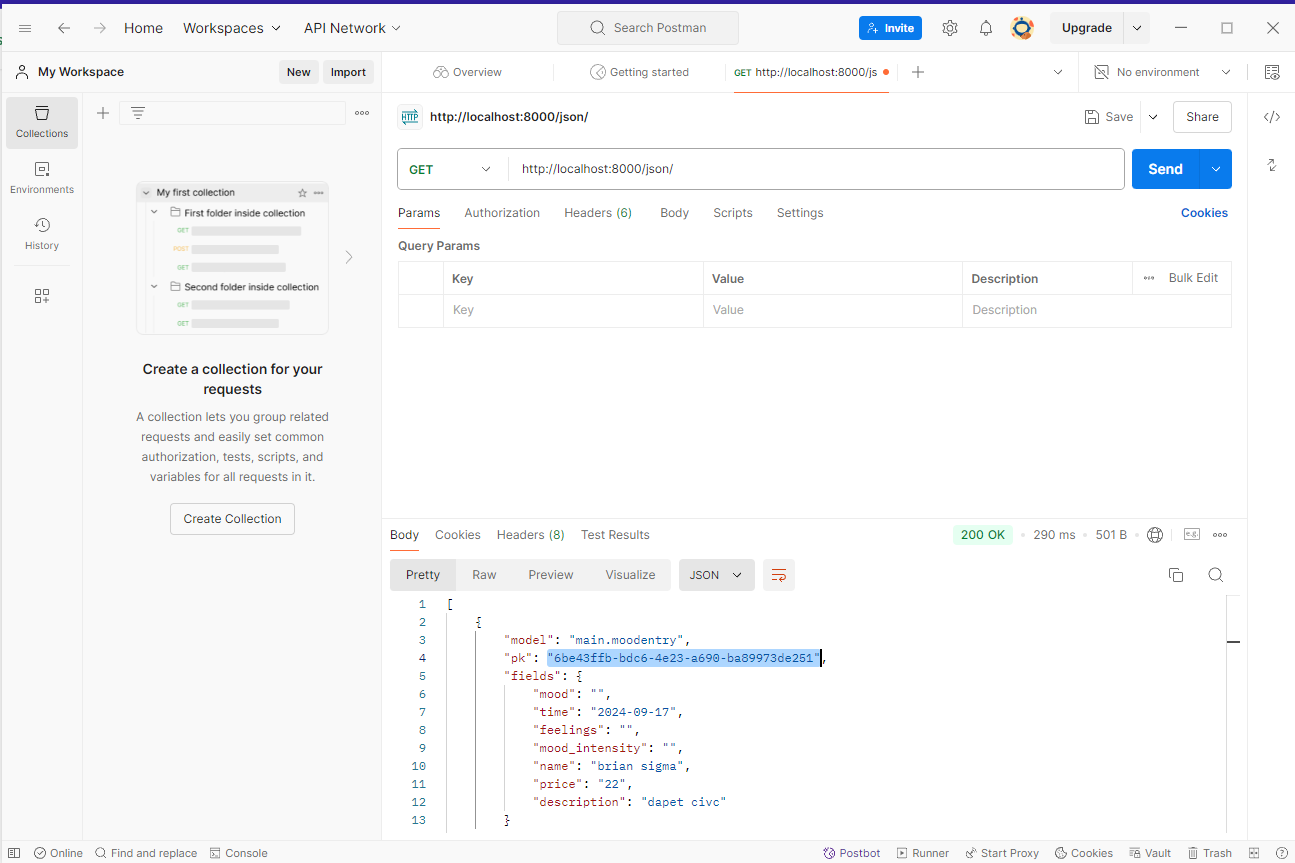 Home Workspaces API Network Search Postman Invite Upgrade
My Workspace New Import Overview Getting started GET http://localhost:8000/js No environment
Collections
Environments
History
My first collection
First folder inside collection
GET
POST
GET
Second folder inside collection
GET
GET
Create a collection for your
requests
A collection lets you group related
requests and easily set common
authorization, tests, scripts, and
variables for all requests in it.
Create Collection
HTTP http://localhost:8000/json/ Save Share
GET http://localhost:8000/json/ Send
Params Authorization Headers (6) Body Scripts Settings Cookies
Query Params
Key Value Description Bulk Edit
Key Value Description
Body Cookies Headers (8) Test Results 200 OK 290 ms 501 B e.g.
Pretty Raw Preview Visualize JSON
1 [
2 {
3 "model": "main.moodentry",
4 "pk": "6be43ffb-bdc6-4e23-a690-ba89973de251",
5 "fields": {
6 "mood": "",
7 "time": "2024-09-17",
8 "feelings": "",
9 "mood_intensity": "",
10 "name": "brian sigma",
11 "price": "22",
12 "description": "dapet civc"
13 }
Online Find and replace Console Postbot Runner Start Proxy Cookies Vault Trash